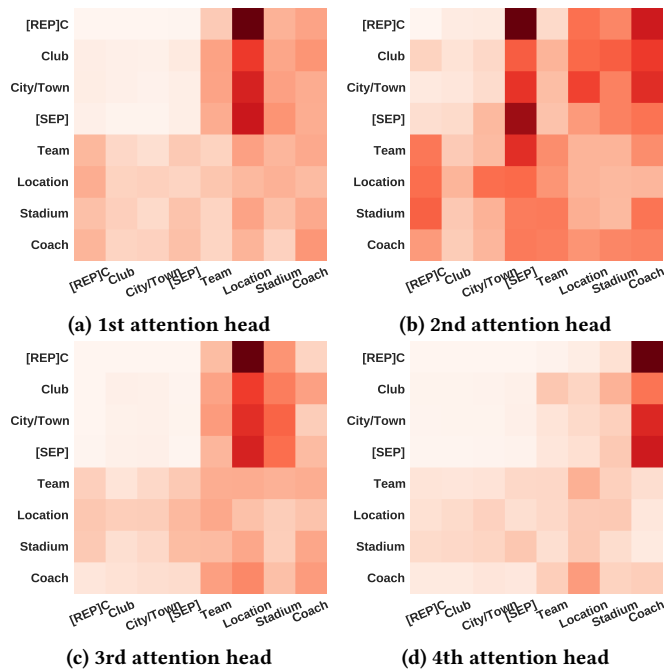 [REP]C
Club
City/Town
[SEP]
Team
Location
Stadium
Coach
[REP]C Club City/Town [SEP] Team Location Stadium Coach
(a) 1st attention head
[REP]C
Club
City/Town
[SEP]
Team
Location
Stadium
Coach
[REP]C Club City/Town [SEP] Team Location Stadium Coach
(b) 2nd attention head
[REP]C
Club
City/Town
[SEP]
Team
Location
Stadium
Coach
[REP]C Club City/Town [SEP] Team Location Stadium Coach
(c) 3rd attention head
[REP]C
Club
City/Town
[SEP]
Team
Location
Stadium
Coach
[REP]C Club City/Town [SEP] Team Location Stadium Coach
(d) 4th attention head